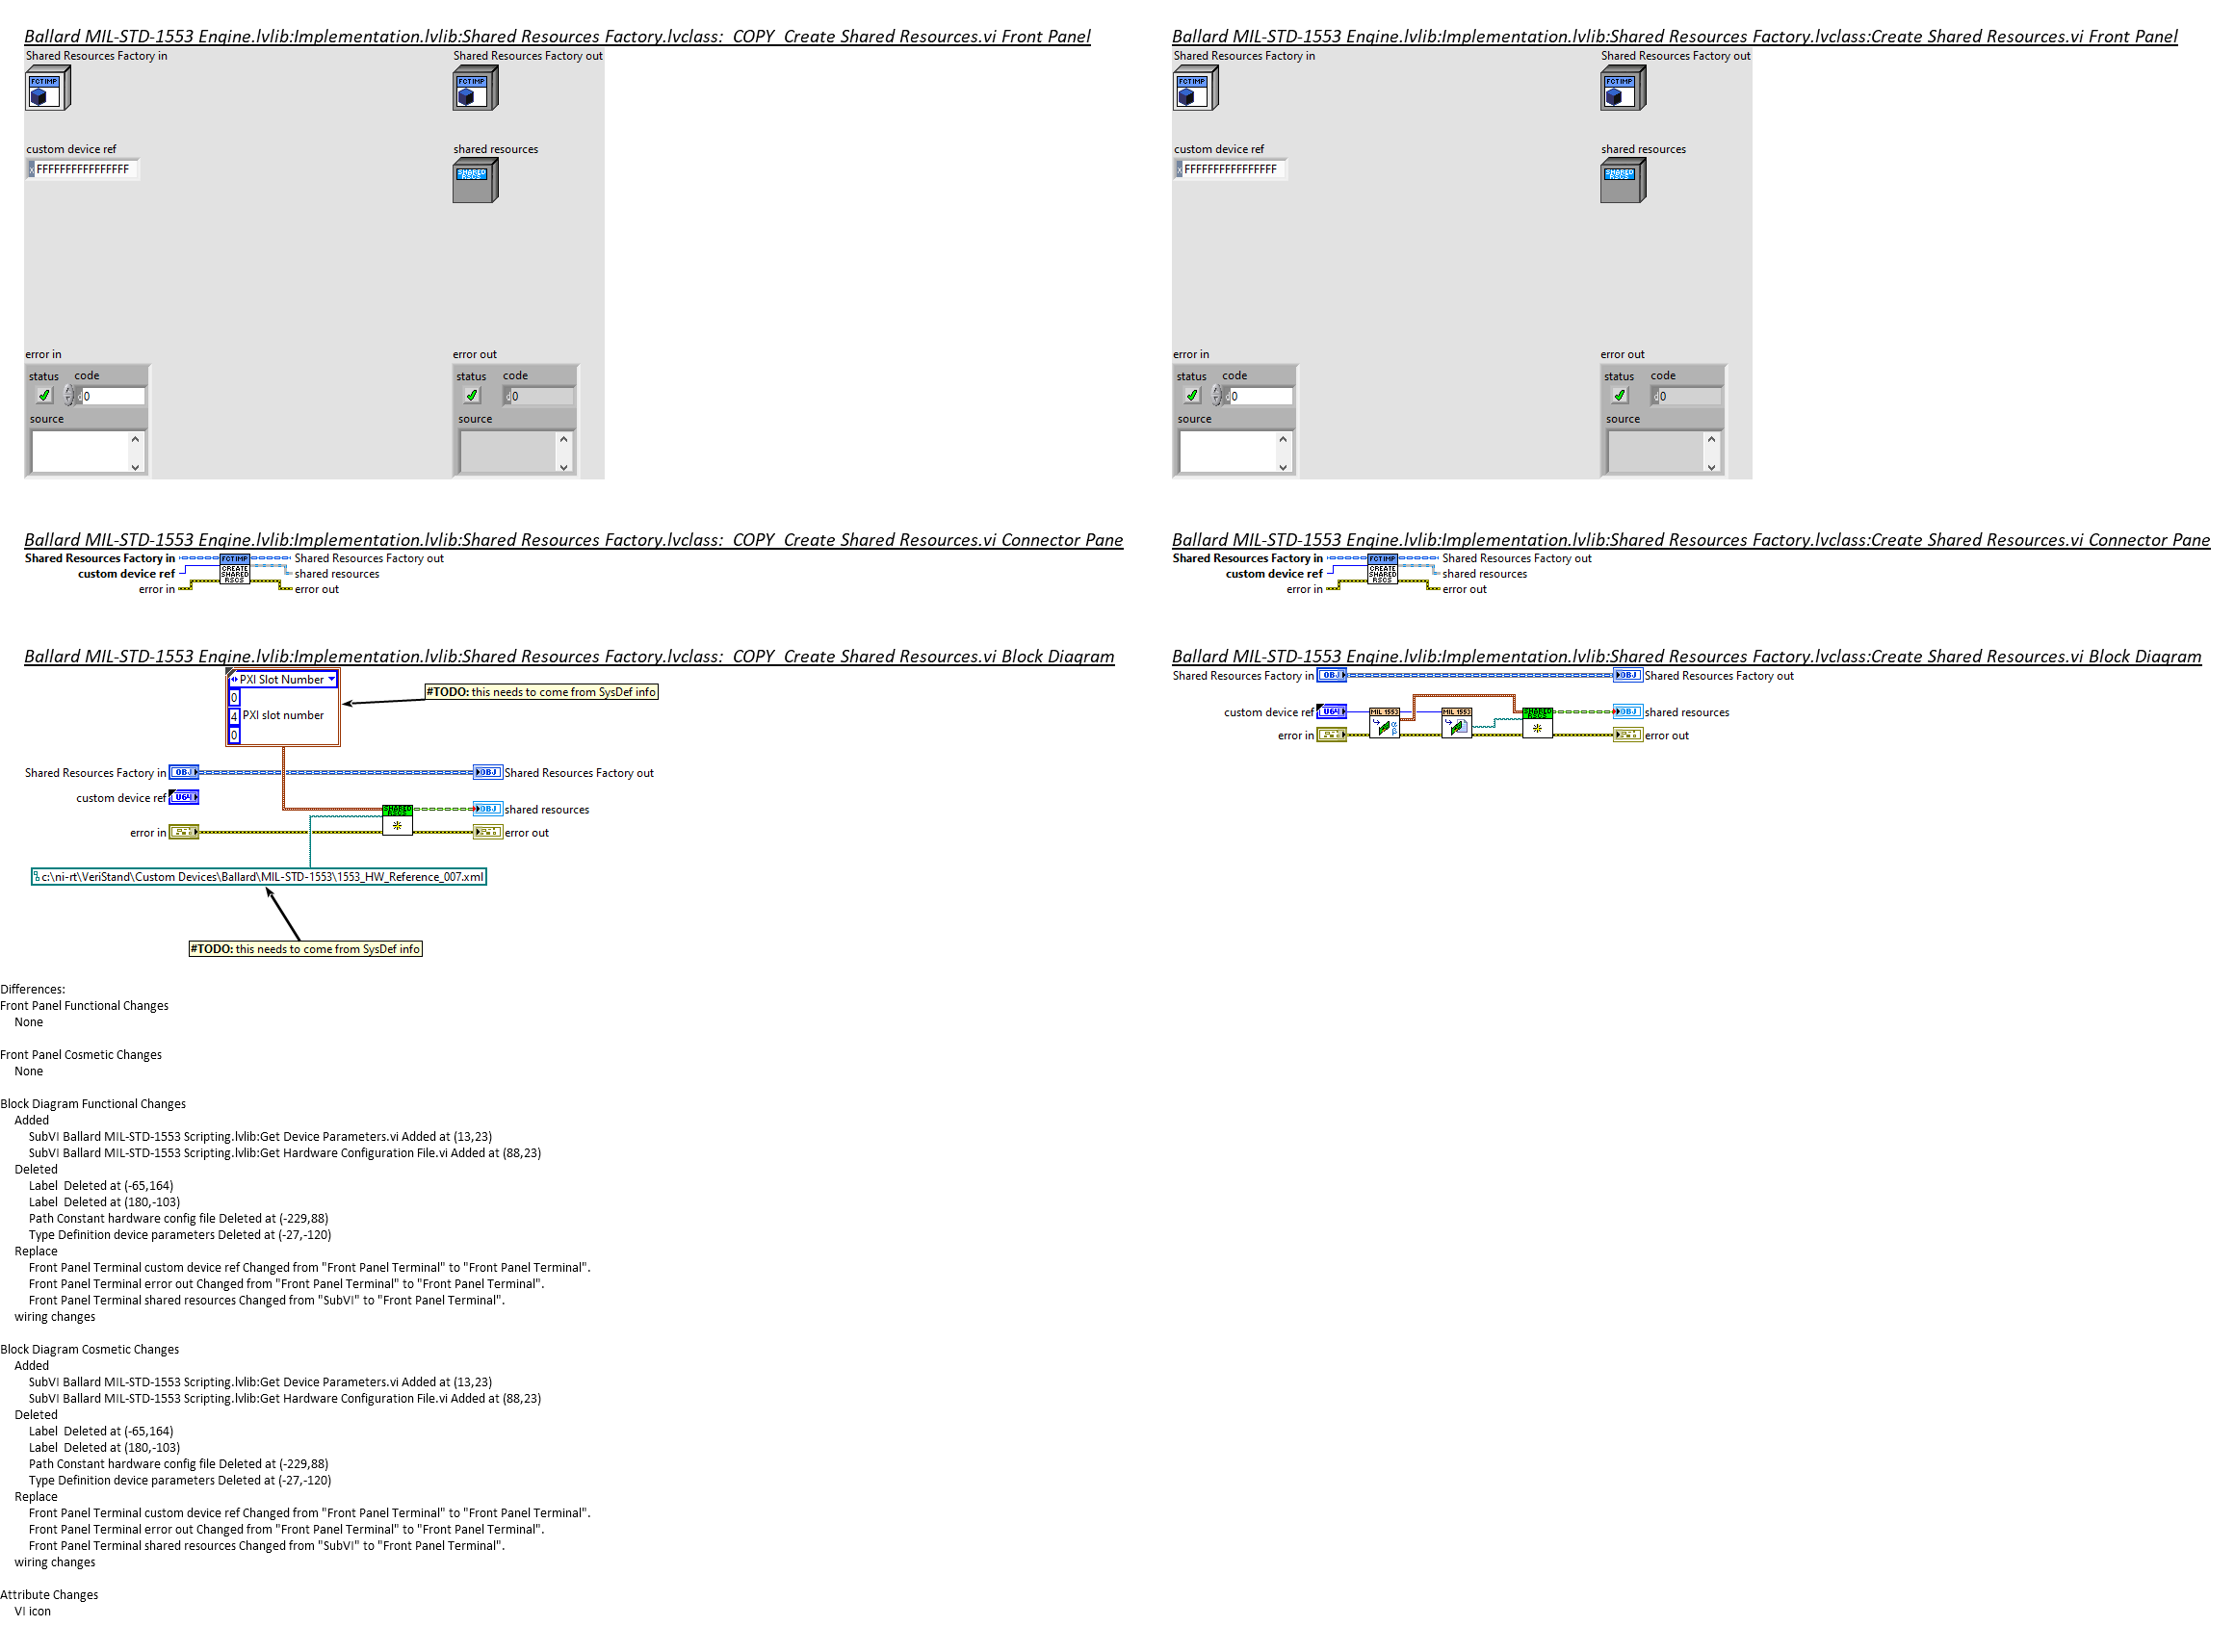 Ballard MIL-STD-1553 Engine.lvlib:Implementation.lvlib:Shared Resources Factory.lvclass:_COPY_Create Shared Resources.vi Front Panel
Shared Resources Factory in
Shared Resources Factory out
FCT IMP
FCT IMP
custom device ref
shared resources
x FFFFFFFFFFFFFFFF
SHARED
RSCS
error in
error out
status code
status code
d 0
d 0
source
source
Ballard MIL-STD-1553 Engine.lvlib:Implementation.lvlib:Shared Resources Factory.lvclass:Create Shared Resources.vi Front Panel
Shared Resources Factory in
Shared Resources Factory out
FCT IMP
FCT IMP
custom device ref
shared resources
x FFFFFFFFFFFFFFFF
SHARED
RSCS
error in
error out
status code
status code
d 0
d 0
source
source
Ballard MIL-STD-1553 Engine.lvlib:Implementation.lvlib:Shared Resources Factory.lvclass:_COPY_Create Shared Resources.vi Connector Pane
Shared Resources Factory in
FCT IMP
Shared Resources Factory out
custom device ref
CREATE
SHARED
RSCS
shared resources
error in
error out
Ballard MIL-STD-1553 Engine.lvlib:Implementation.lvlib:Shared Resources Factory.lvclass:Create Shared Resources.vi Connector Pane
Shared Resources Factory in
FCT IMP
Shared Resources Factory out
custom device ref
CREATE
SHARED
RSCS
shared resources
error in
error out
Ballard MIL-STD-1553 Engine.lvlib:Implementation.lvlib:Shared Resources Factory.lvclass:_COPY_Create Shared Resources.vi Block Diagram
PXI Slot Number
0
4 PXI slot number
0
#TODO: this needs to come from SysDef info
Shared Resources Factory in
OBJ
OBJ
Shared Resources Factory out
custom device ref
U64
SHARED
RSCS
OBJ
shared resources
error in
error out
c:\ni-rt\VeriStand\Custom Devices\Ballard\MIL-STD-1553\1553_HW_Reference_007.xml
#TODO: this needs to come from SysDef info
Ballard MIL-STD-1553 Engine.lvlib:Implementation.lvlib:Shared Resources Factory.lvclass:Create Shared Resources.vi Block Diagram
Shared Resources Factory in
OBJ
OBJ
Shared Resources Factory out
custom device ref
U64
MIL 1553
MIL 1553
SHARED
RSCS
OBJ
shared resources
error in
error out
Differences:
Front Panel Functional Changes
None
Front Panel Cosmetic Changes
None
Block Diagram Functional Changes
Added
SubVI Ballard MIL-STD-1553 Scripting.lvlib:Get Device Parameters.vi Added at (13,23)
SubVI Ballard MIL-STD-1553 Scripting.lvlib:Get Hardware Configuration File.vi Added at (88,23)
Deleted
Label  Deleted at (-65,164)
Label  Deleted at (180,-103)
Path Constant hardware config file Deleted at (-229,88)
Type Definition device parameters Deleted at (-27,-120)
Replace
Front Panel Terminal custom device ref Changed from "Front Panel Terminal" to "Front Panel Terminal".
Front Panel Terminal error out Changed from "Front Panel Terminal" to "Front Panel Terminal".
Front Panel Terminal shared resources Changed from "SubVI" to "Front Panel Terminal".
wiring changes
Block Diagram Cosmetic Changes
Added
SubVI Ballard MIL-STD-1553 Scripting.lvlib:Get Device Parameters.vi Added at (13,23)
SubVI Ballard MIL-STD-1553 Scripting.lvlib:Get Hardware Configuration File.vi Added at (88,23)
Deleted
Label  Deleted at (-65,164)
Label  Deleted at (180,-103)
Path Constant hardware config file Deleted at (-229,88)
Type Definition device parameters Deleted at (-27,-120)
Replace
Front Panel Terminal custom device ref Changed from "Front Panel Terminal" to "Front Panel Terminal".
Front Panel Terminal error out Changed from "Front Panel Terminal" to "Front Panel Terminal".
Front Panel Terminal shared resources Changed from "SubVI" to "Front Panel Terminal".
wiring changes
Attribute Changes
VI icon